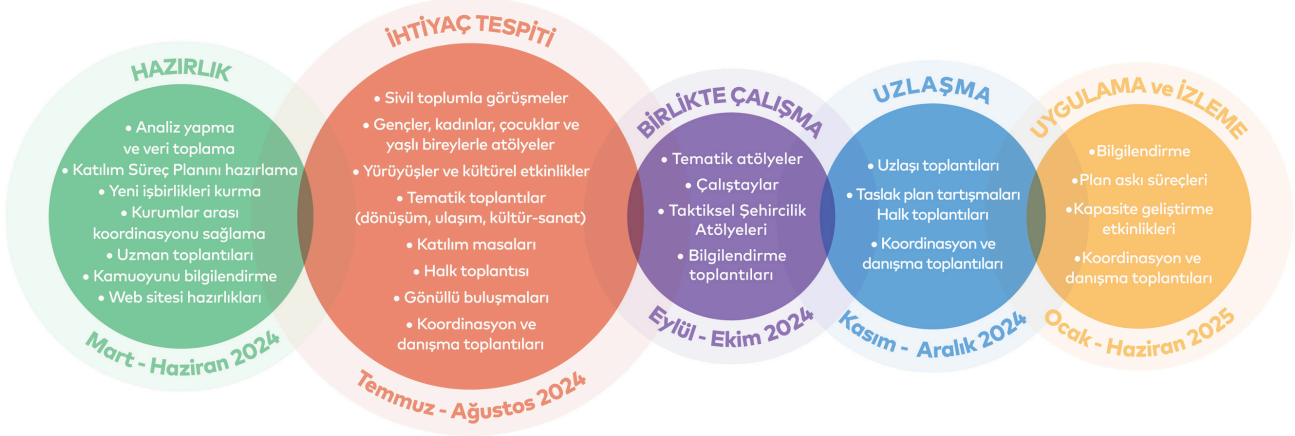 HAZIRLIK
• Analiz yapma
ve veri toplama
• Katılım Süreç Planını hazırlama
• Yeni işbirlikleri kurma
• Kurumlar arası
koordinasyonu sağlama
• Uzman toplantıları
• Kamuoyunu bilgilendirme
• Web sitesi hazırlıkları
Mart - Haziran 2024
İHTİYAÇ TESPİTİ
• Sivil toplumla görüşmeler
• Gençler, kadınlar, çocuklar ve
yaşlı bireylerle atölyeler
• Yürüyüşler ve kültürel etkinlikler
• Tematik toplantılar
(dönüşüm, ulaşım, kültür-sanat)
• Katılım masaları
• Halk toplantısı
• Gönüllü buluşmaları
• Koordinasyon ve
danışma toplantıları
Temmuz - Ağustos 2024
BİRLİKTE ÇALIŞMA
• Tematik atölyeler
• Çalıştaylar
• Taktiksel Şehircilik
Atölyeleri
• Bilgilendirme
toplantıları
Eylül - Ekim 2024
UZLAŞMA
• Uzlaşı toplantıları
• Taslak plan tartışmaları
Halk toplantıları
• Koordinasyon ve
danışma toplantıları
Kasım - Aralık 2024
UYGULAMA ve İZLEME
•Bilgilendirme
•Plan askı süreçleri
•Kapasite geliştirme
etkinlikleri
•Koordinasyon ve
danışma toplantıları
Ocak - Haziran 2025